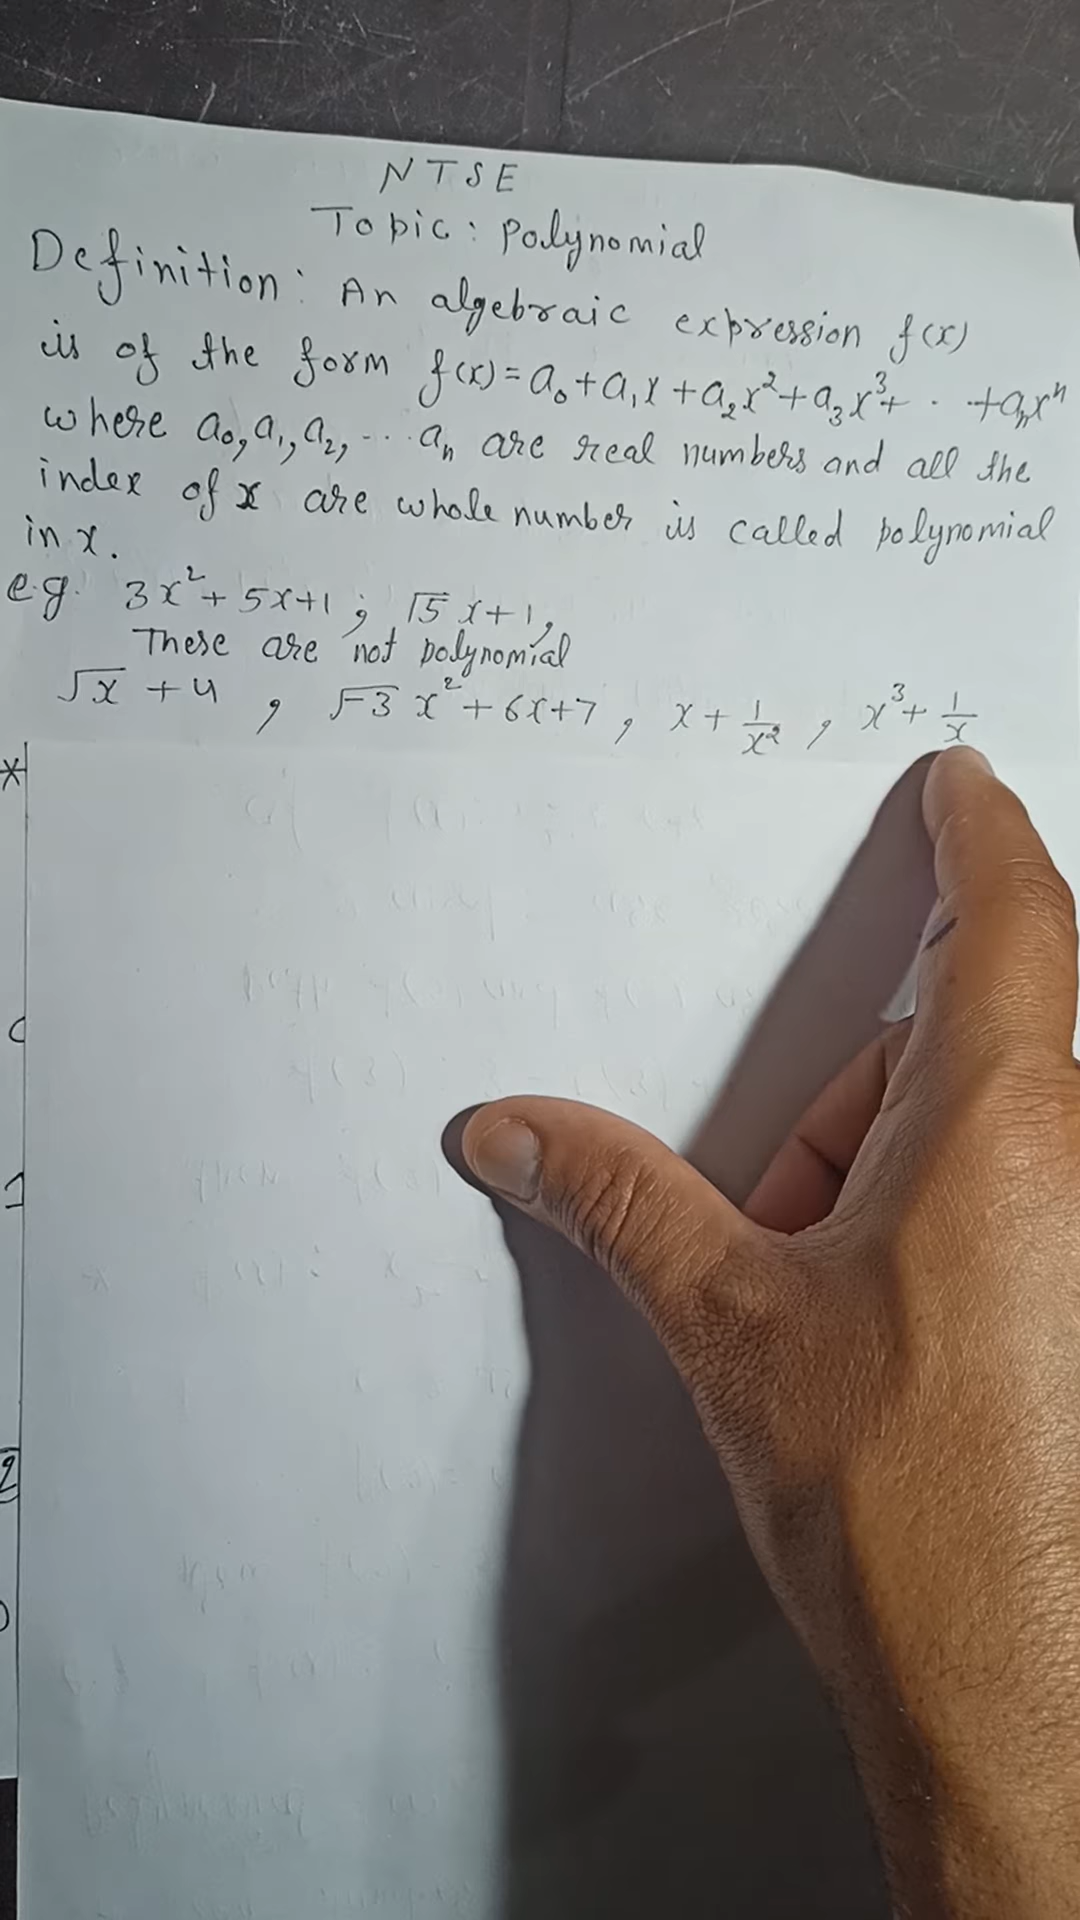 NTSE
Topic: Polynomial
Definition: An algebraic expression f(x)
is of the form f(x)=a₀+a₁x+a₂x²+a₃x³+ . . +aₙxⁿ
where a₀,a₁,a₂, ... aₙ are real numbers and all the
index of x are whole number is called polynomial
in x.
e.g. 3x²+5x+1 ; √5 x+1,
These are not polynomial
√x +4 , √-3 x²+6x+7 , x + 1/x² , x³+ 1/x
*